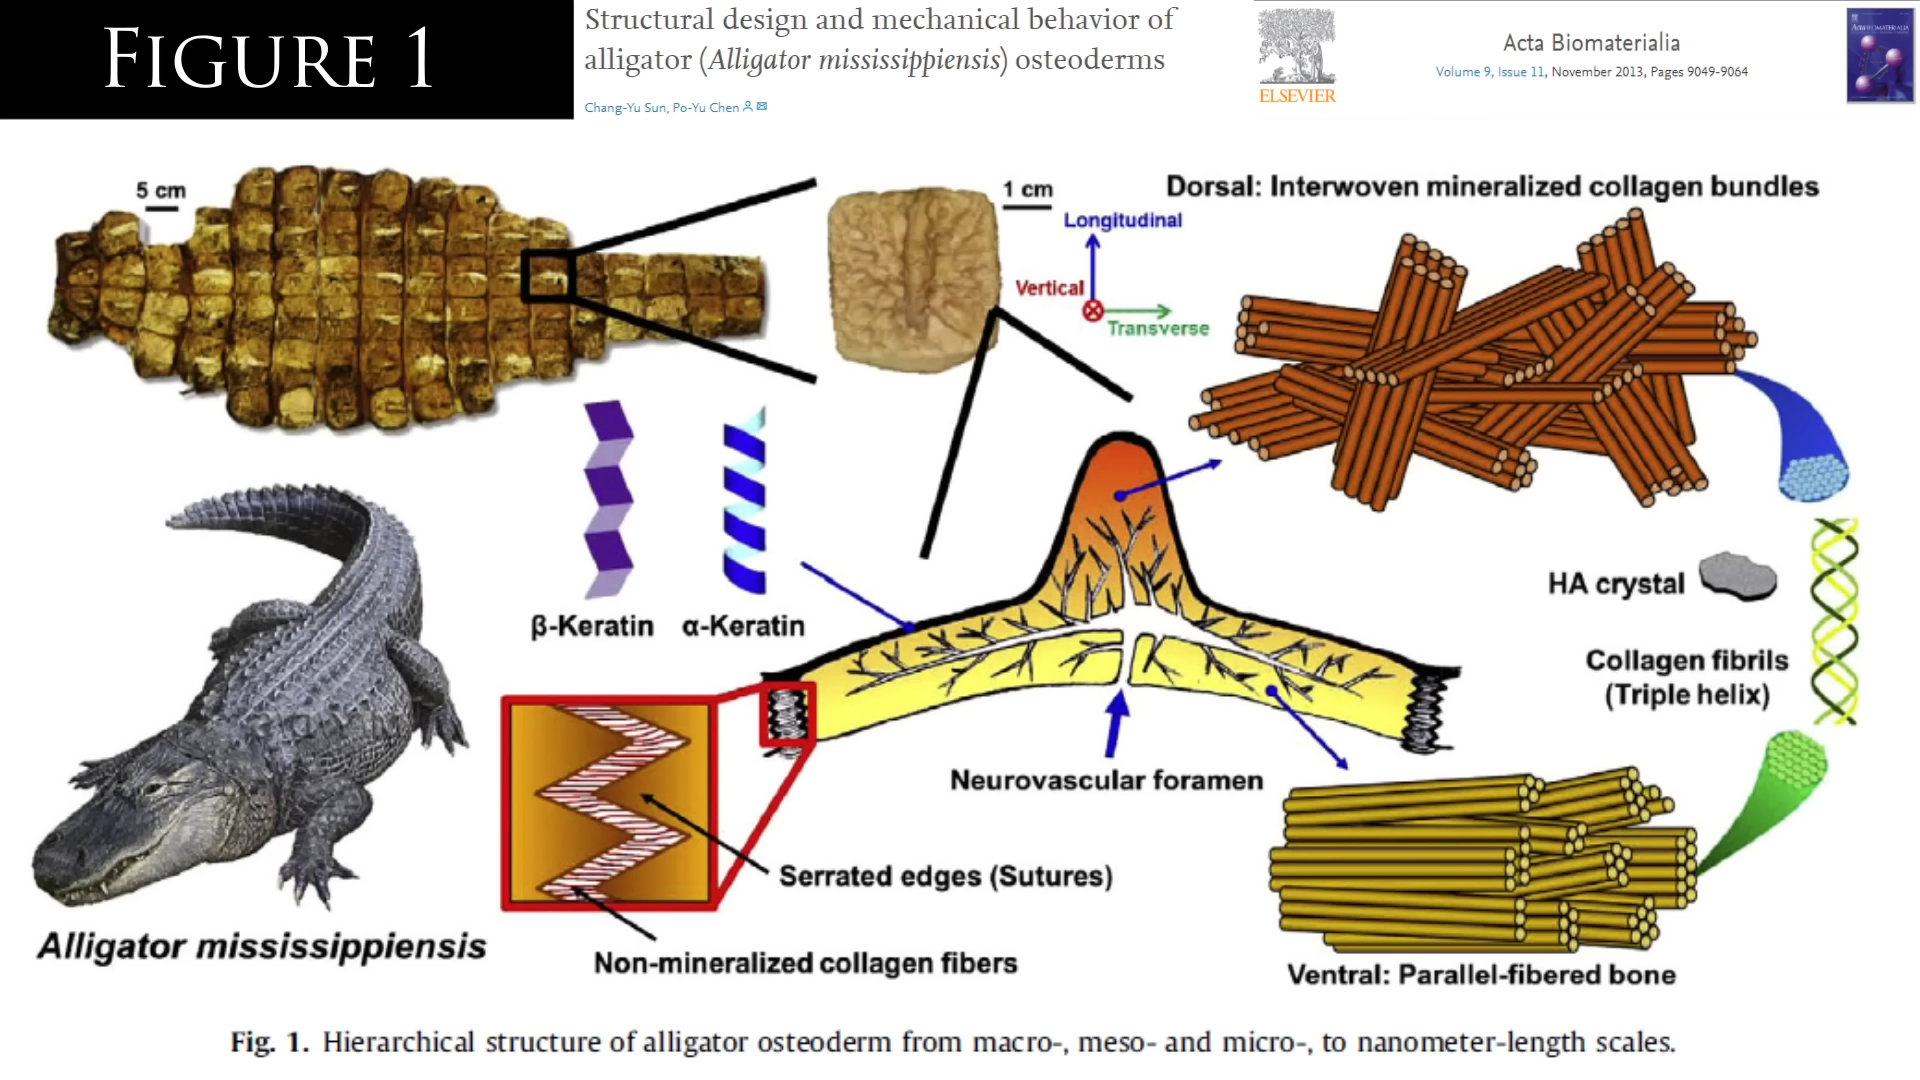 FIGURE 1
Structural design and mechanical behavior of
alligator (Alligator mississippiensis) osteoderms
Chang-Yu Sun, Po-Yu Chen
ELSEVIER
Acta Biomaterialia
Volume 9, Issue 11, November 2013, Pages 9049-9064
5 cm
1 cm
Longitudinal
Vertical
Transverse
Dorsal: Interwoven mineralized collagen bundles
β-Keratin
α-Keratin
HA crystal
Collagen fibrils
(Triple helix)
Neurovascular foramen
Serrated edges (Sutures)
Non-mineralized collagen fibers
Alligator mississippiensis
Ventral: Parallel-fibered bone
Fig. 1. Hierarchical structure of alligator osteoderm from macro-, meso- and micro-, to nanometer-length scales.